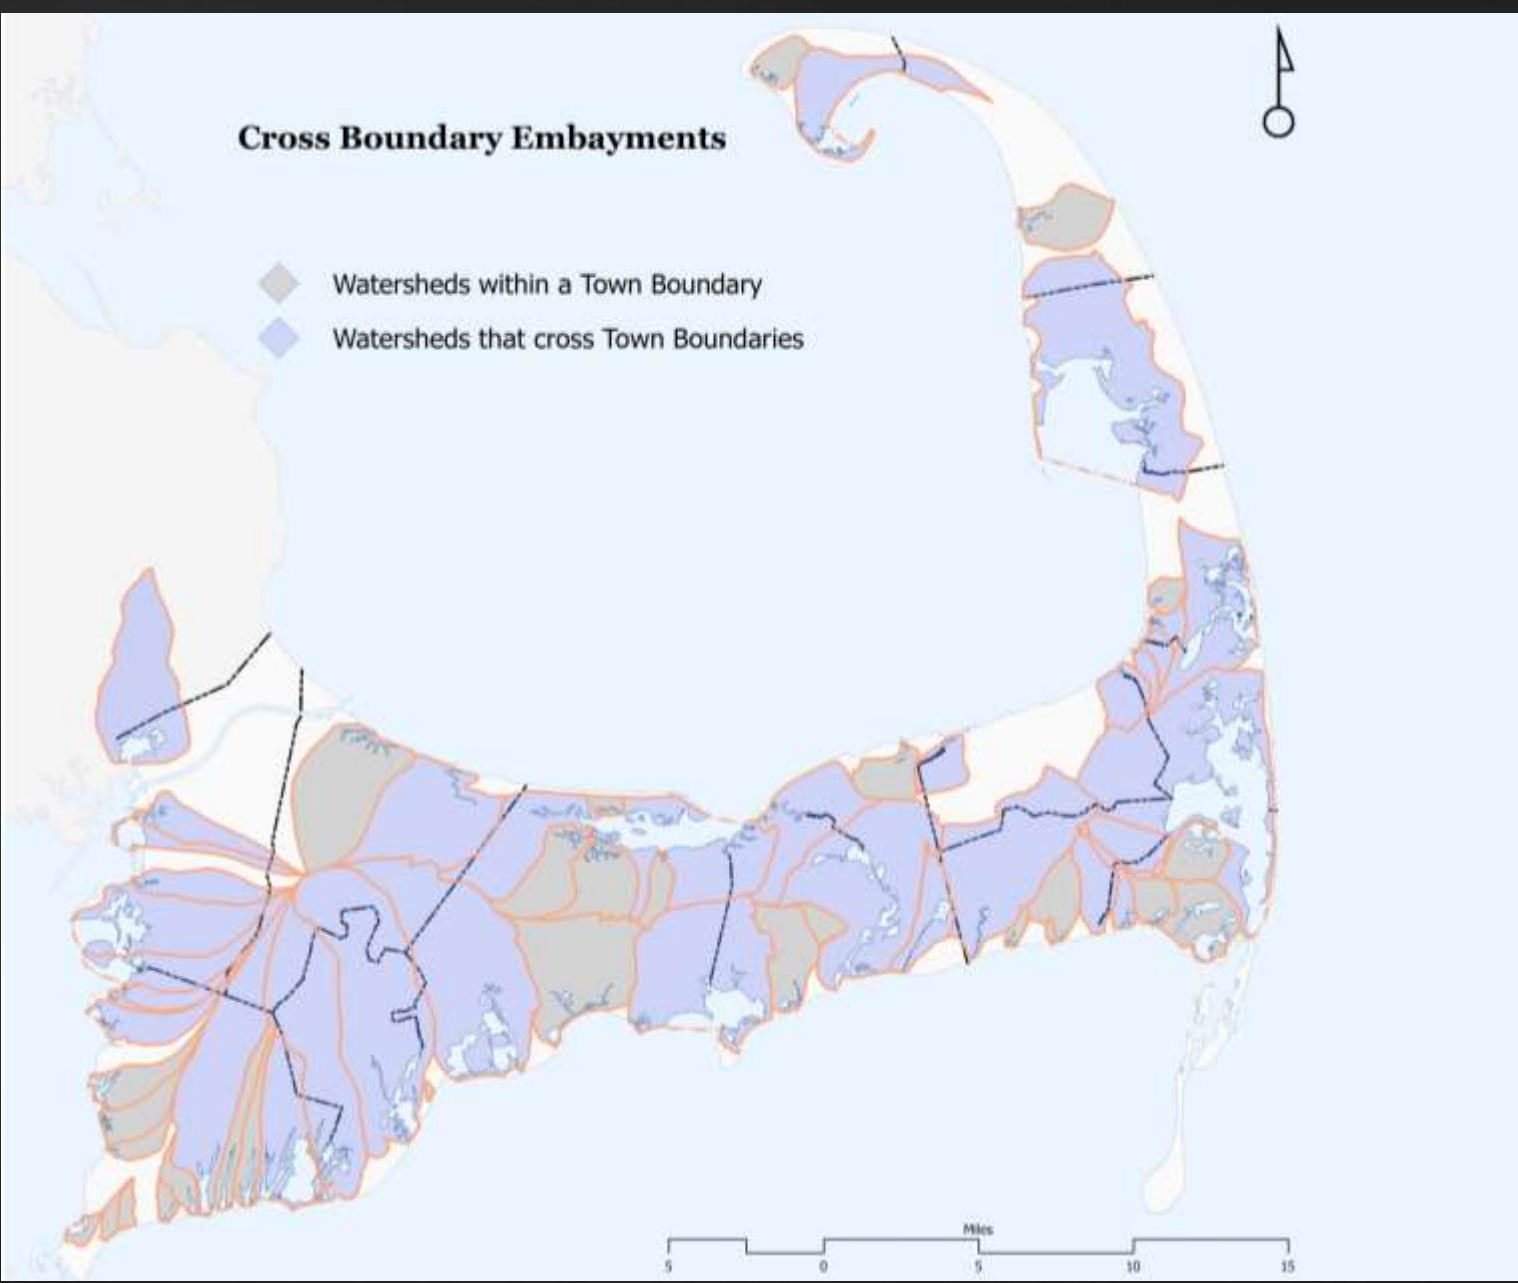 Cross Boundary Embayments
Watersheds within a Town Boundary
Watersheds that cross Town Boundaries
Miles
5 0 5 10 15